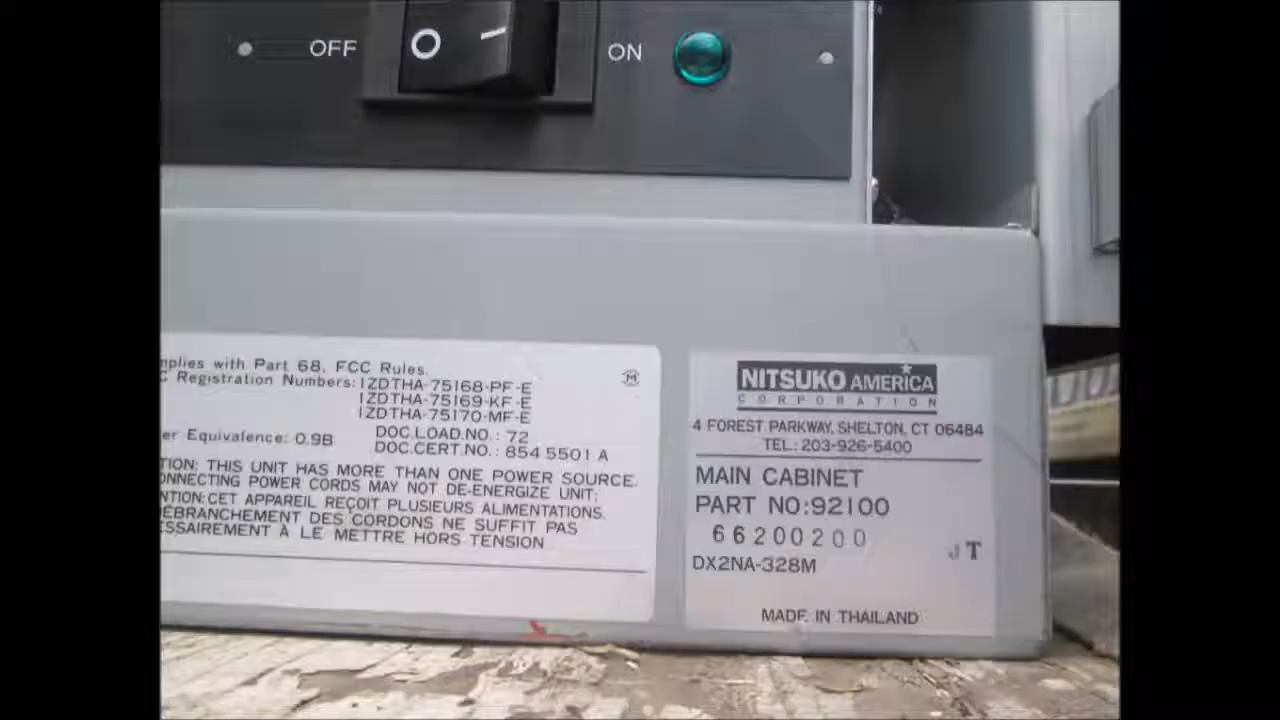 OFF
ON
mplies with Part 68, FCC Rules.
C Registration Numbers: 1ZDTHA-75168-PF-E
1ZDTHA-75169-KF-E
1ZDTHA-75170-MF-E
er Equivalence: 0.9B
DOC.LOAD.NO.: 72
DOC.CERT.NO.: 854 5501 A
TION: THIS UNIT HAS MORE THAN ONE POWER SOURCE.
ONNECTING POWER CORDS MAY NOT DE-ENERGIZE UNIT;
NTION: CET APPAREIL REÇOIT PLUSIEURS ALIMENTATIONS.
ÉBRANCHEMENT DES CORDONS NE SUFFIT PAS
ESSAIREMENT À LE METTRE HORS TENSION
NITSUKO AMERICA
CORPORATION
4 FOREST PARKWAY, SHELTON, CT 06484
TEL.: 203-926-5400
MAIN CABINET
PART NO:92100
66200200
JT
DX2NA-328M
MADE IN THAILAND